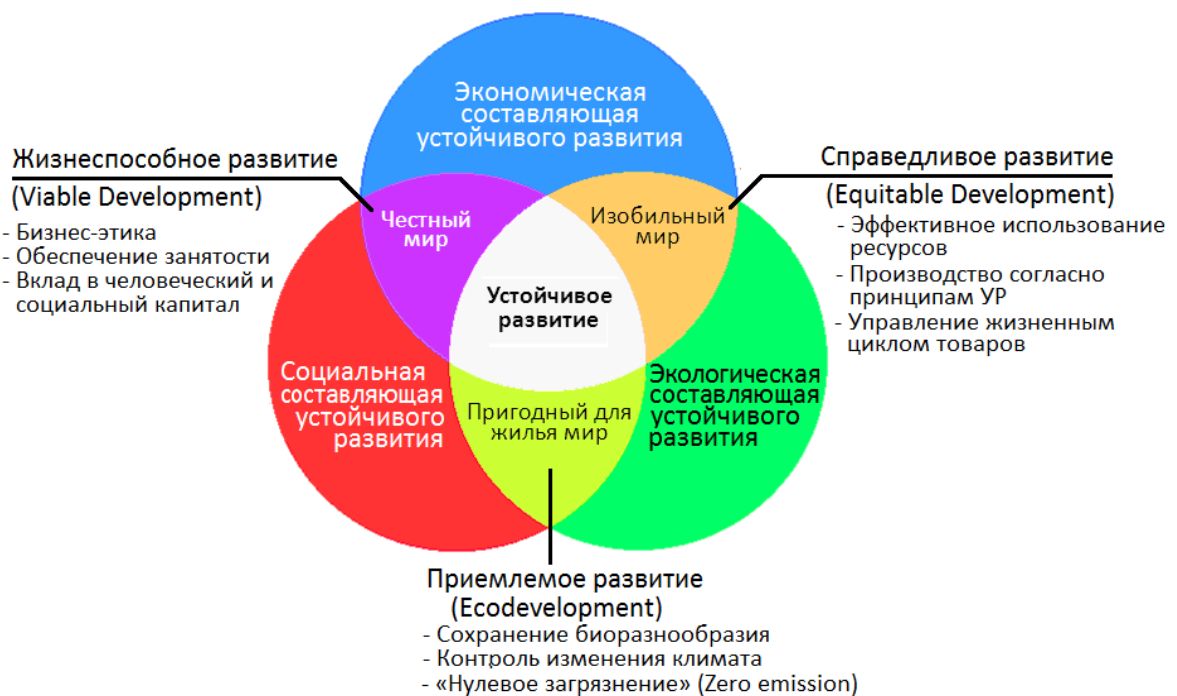 Экономическая
составляющая
устойчивого развития
Жизнеспособное развитие
(Viable Development)
- Бизнес-этика
- Обеспечение занятости
- Вклад в человеческий и
социальный капитал
Справедливое развитие
(Equitable Development)
- Эффективное использование
ресурсов
- Производство согласно
принципам УР
- Управление жизненным
циклом товаров
Честный
мир
Изобильный
мир
Устойчивое
развитие
Социальная
составляющая
устойчивого
развития
Экологическая
составляющая
устойчивого
развития
Пригодный для
жилья мир
Приемлемое развитие
(Ecodevelopment)
- Сохранение биоразнообразия
- Контроль изменения климата
- «Нулевое загрязнение» (Zero emission)